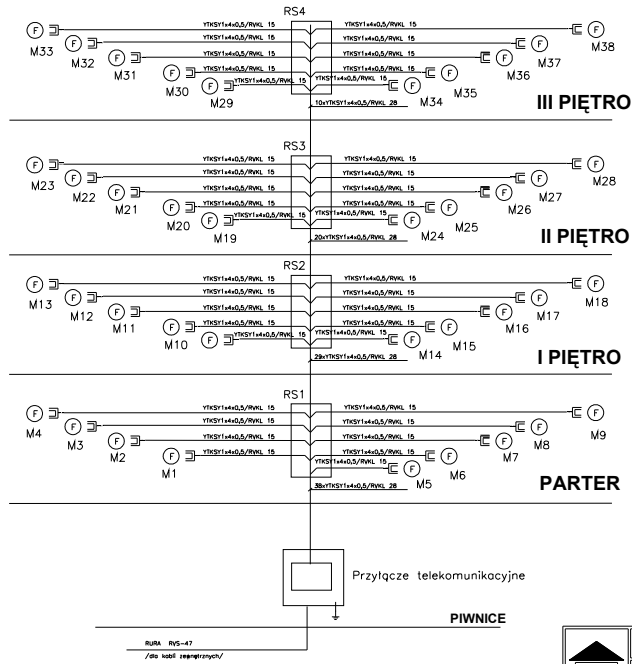 RS4
YTKSY1x4x0,5/RVKL 15 YTKSY1x4x0,5/RVKL 15
M33 M38
YTKSY1x4x0,5/RVKL 15 YTKSY1x4x0,5/RVKL 15
M32 M37
YTKSY1x4x0,5/RVKL 15 YTKSY1x4x0,5/RVKL 15
M31 M36
YTKSY1x4x0,5/RVKL 15 YTKSY1x4x0,5/RVKL 15
M30 M35
YTKSY1x4x0,5/RVKL 15 YTKSY1x4x0,5/RVKL 15
M29 M34
10xYTKSY1x4x0,5/RVKL 28
III PIĘTRO
RS3
YTKSY1x4x0,5/RVKL 15 YTKSY1x4x0,5/RVKL 15
M23 M28
YTKSY1x4x0,5/RVKL 15 YTKSY1x4x0,5/RVKL 15
M22 M27
YTKSY1x4x0,5/RVKL 15 YTKSY1x4x0,5/RVKL 15
M21 M26
YTKSY1x4x0,5/RVKL 15 YTKSY1x4x0,5/RVKL 15
M20 M25
YTKSY1x4x0,5/RVKL 15 YTKSY1x4x0,5/RVKL 15
M19 M24
20xYTKSY1x4x0,5/RVKL 28
II PIĘTRO
RS2
YTKSY1x4x0,5/RVKL 15 YTKSY1x4x0,5/RVKL 15
M13 M18
YTKSY1x4x0,5/RVKL 15 YTKSY1x4x0,5/RVKL 15
M12 M17
YTKSY1x4x0,5/RVKL 15 YTKSY1x4x0,5/RVKL 15
M11 M16
YTKSY1x4x0,5/RVKL 15 YTKSY1x4x0,5/RVKL 15
M10 M15
YTKSY1x4x0,5/RVKL 15 YTKSY1x4x0,5/RVKL 15
M14
29xYTKSY1x4x0,5/RVKL 28
I PIĘTRO
RS1
YTKSY1x4x0,5/RVKL 15 YTKSY1x4x0,5/RVKL 15
M4 M9
YTKSY1x4x0,5/RVKL 15 YTKSY1x4x0,5/RVKL 15
M3 M8
YTKSY1x4x0,5/RVKL 15 YTKSY1x4x0,5/RVKL 15
M2 M7
YTKSY1x4x0,5/RVKL 15 YTKSY1x4x0,5/RVKL 15
M1 M6
YTKSY1x4x0,5/RVKL 15
M5
38xYTKSY1x4x0,5/RVKL 28
PARTER
Przyłącze telekomunikacyjne
PIWNICE
RURA RVS-47
/dla kabli zewnętrznych/